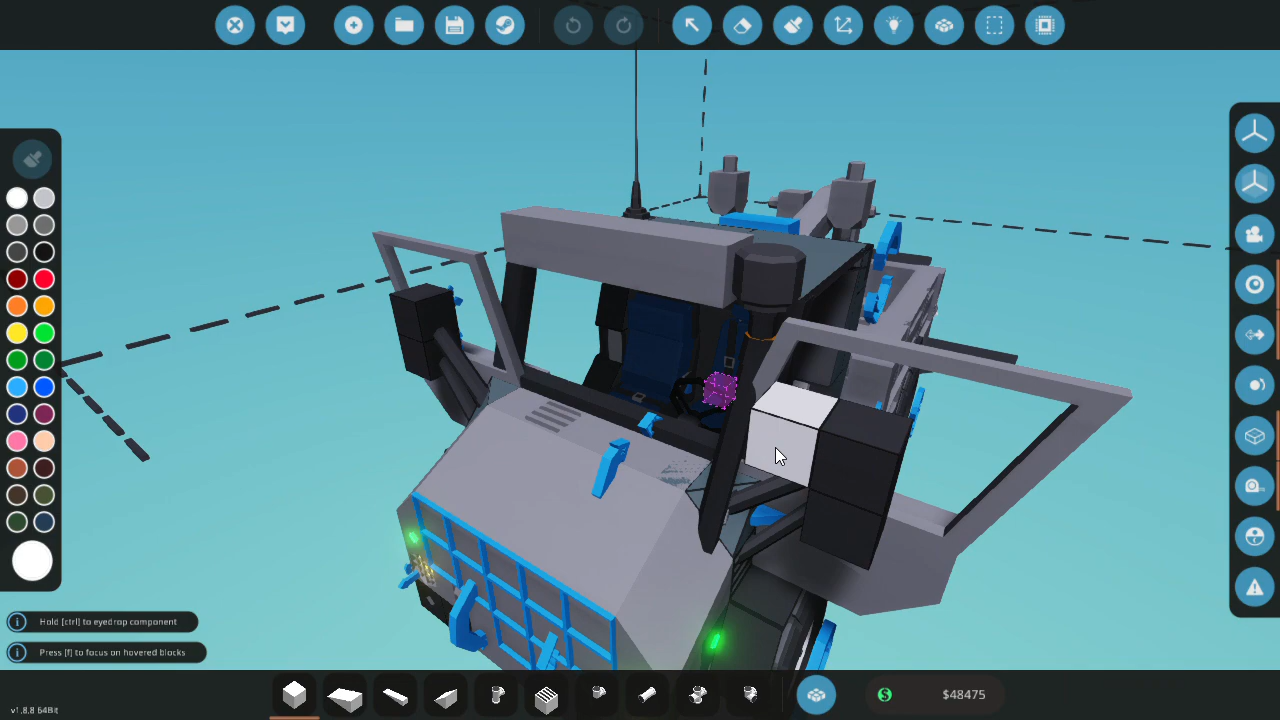 Hold [ctrl] to eyedrop component
Press [f] to focus on hovered blocks
v1.8.8 64Bit
$48475